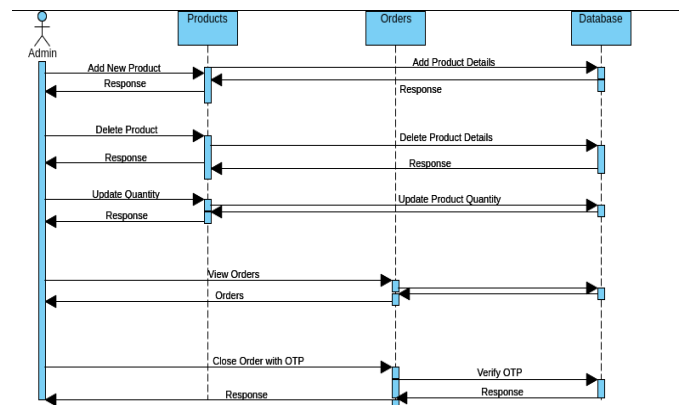 Products
Orders
Database
Admin
Add New Product
Add Product Details
Response
Response
Delete Product
Delete Product Details
Response
Response
Update Quantity
Update Product Quantity
Response
View Orders
Orders
Close Order with OTP
Verify OTP
Response
Response